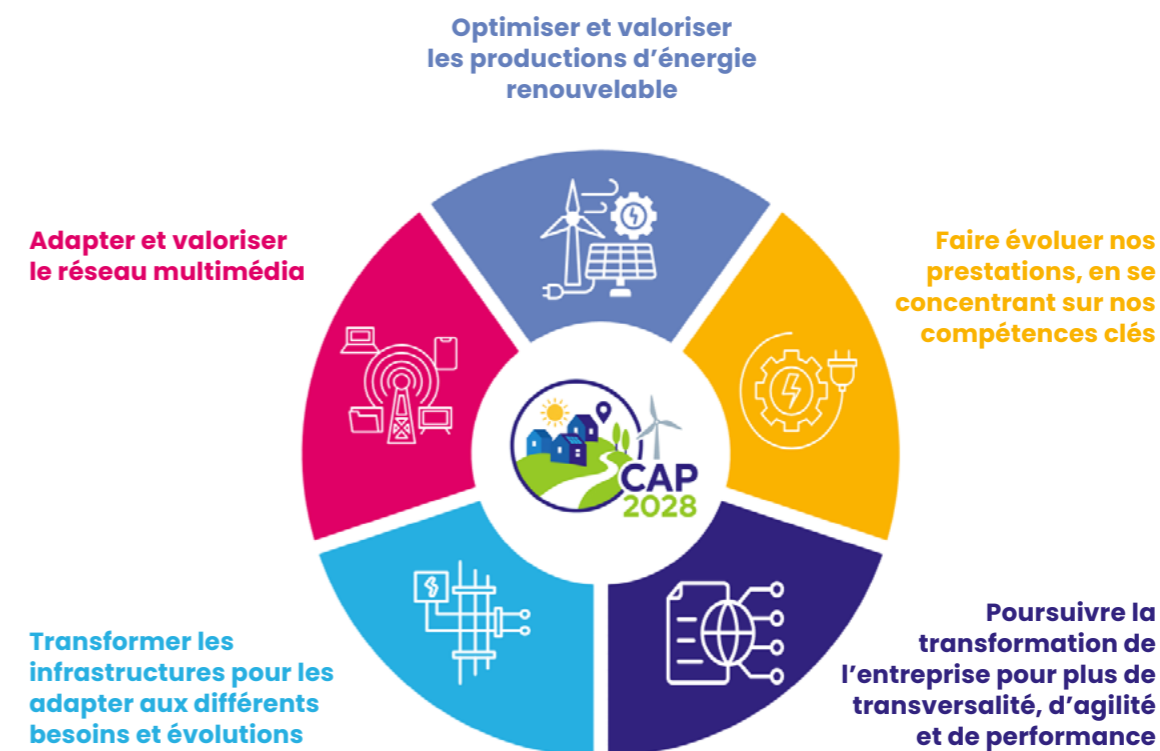 Optimiser et valoriser
les productions d’énergie
renouvelable
Adapter et valoriser
le réseau multimédia
Faire évoluer nos
prestations, en se
concentrant sur nos
compétences clés
CAP
2028
Transformer les
infrastructures pour les
adapter aux différents
besoins et évolutions
Poursuivre la
transformation de
l’entreprise pour plus de
transversalité, d’agilité
et de performance